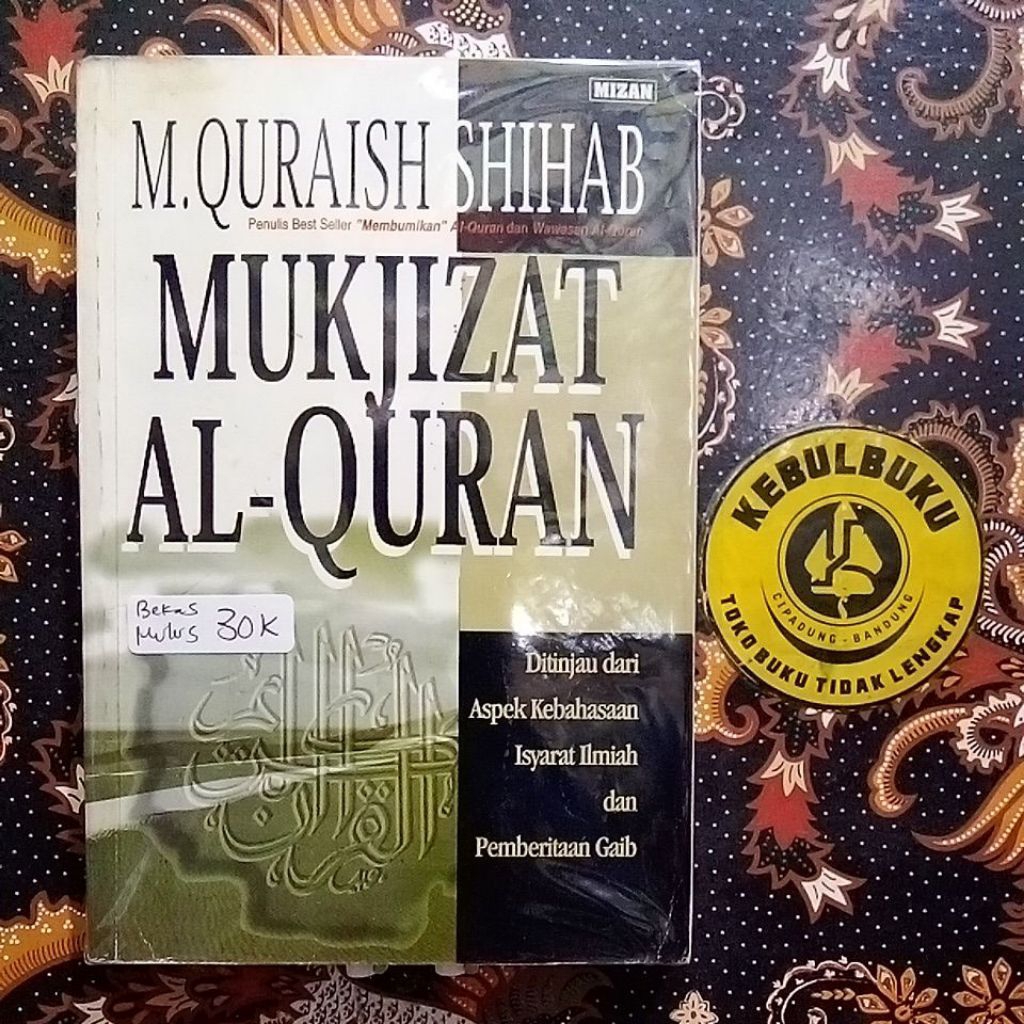 MIZAN
M.QURAISH SHIHAB
Penulis Best Seller "Membumikan" Al-Quran dan Wawasan Al-Quran
MUKJIZAT
AL-QURAN
Bekas
Mulus 30K
Ditinjau dari
Aspek Kebahasaan
Isyarat Ilmiah
dan
Pemberitaan Gaib
KEBULBUKU
CIPADUNG - BANDUNG
TOKO BUKU TIDAK LENGKAP